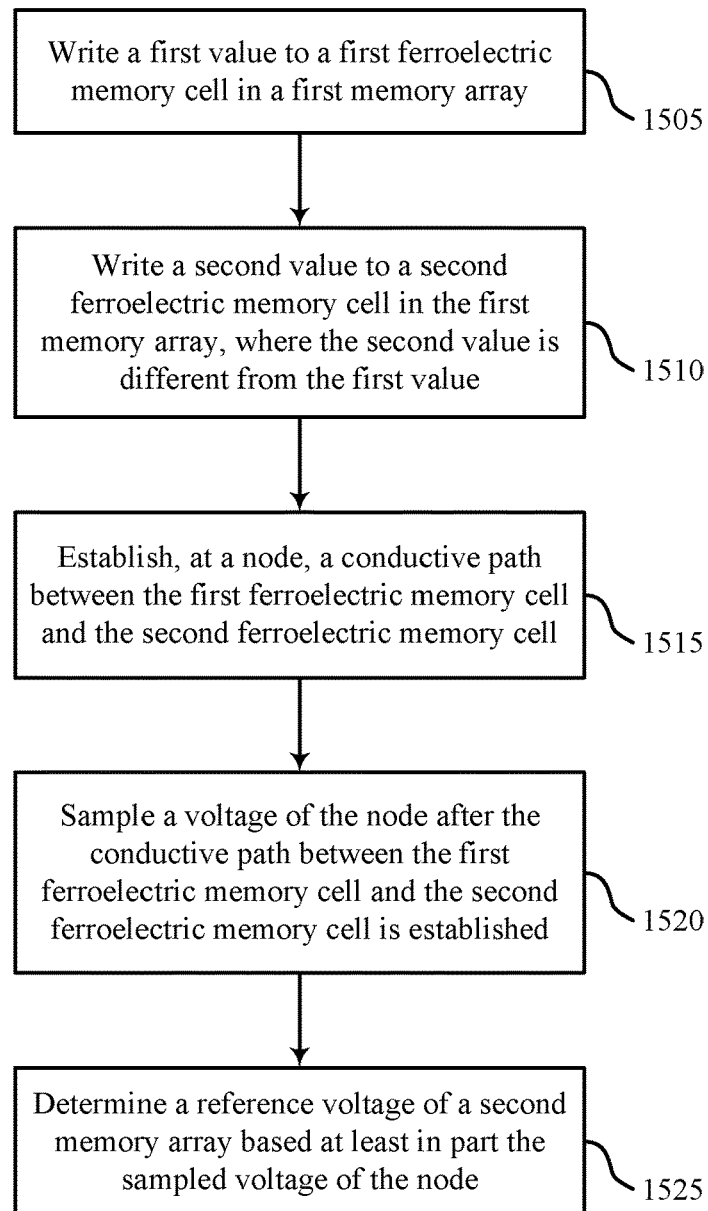 Write a first value to a first ferroelectric
memory cell in a first memory array
1505
Write a second value to a second
ferroelectric memory cell in the first
memory array, where the second value is
different from the first value
1510
Establish, at a node, a conductive path
between the first ferroelectric memory cell
and the second ferroelectric memory cell
1515
Sample a voltage of the node after the
conductive path between the first
ferroelectric memory cell and the second
ferroelectric memory cell is established
1520
Determine a reference voltage of a second
memory array based at least in part the
sampled voltage of the node
1525